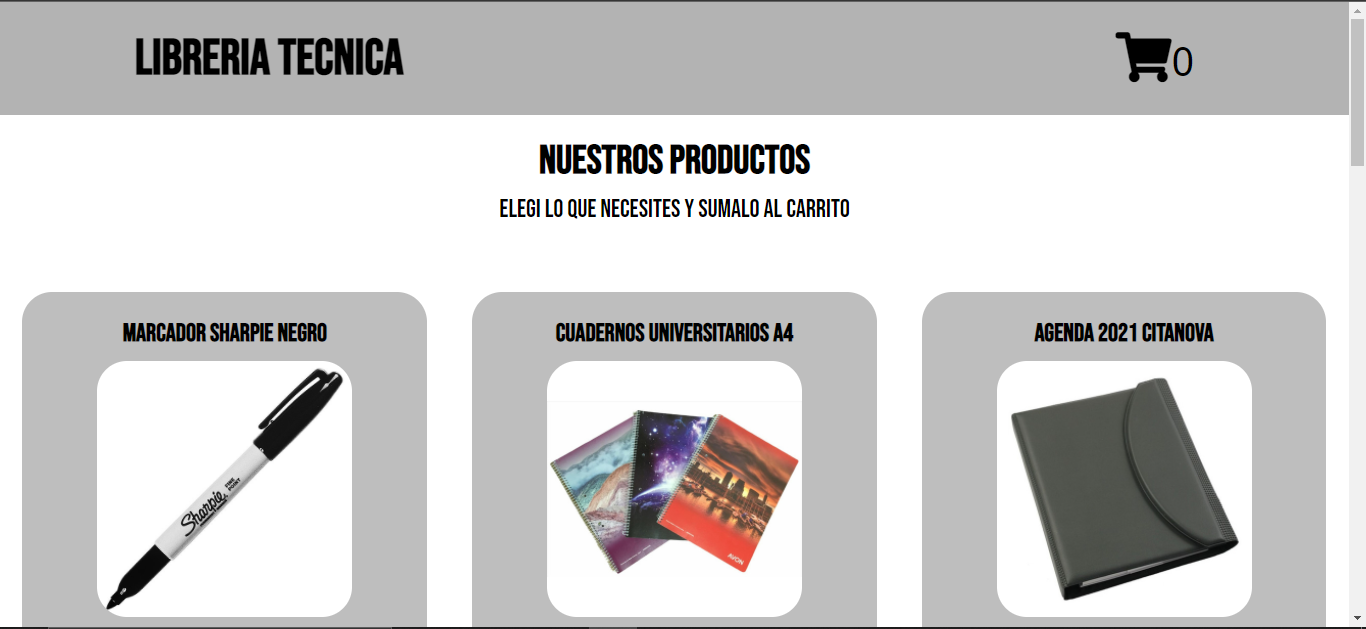 LIBRERIA TECNICA
0
NUESTROS PRODUCTOS
ELEGI LO QUE NECESITES Y SUMALO AL CARRITO
MARCADOR SHARPIE NEGRO
CUADERNOS UNIVERSITARIOS A4
AGENDA 2021 CITANOVA
Sharpie
FINE
POINT
AVON